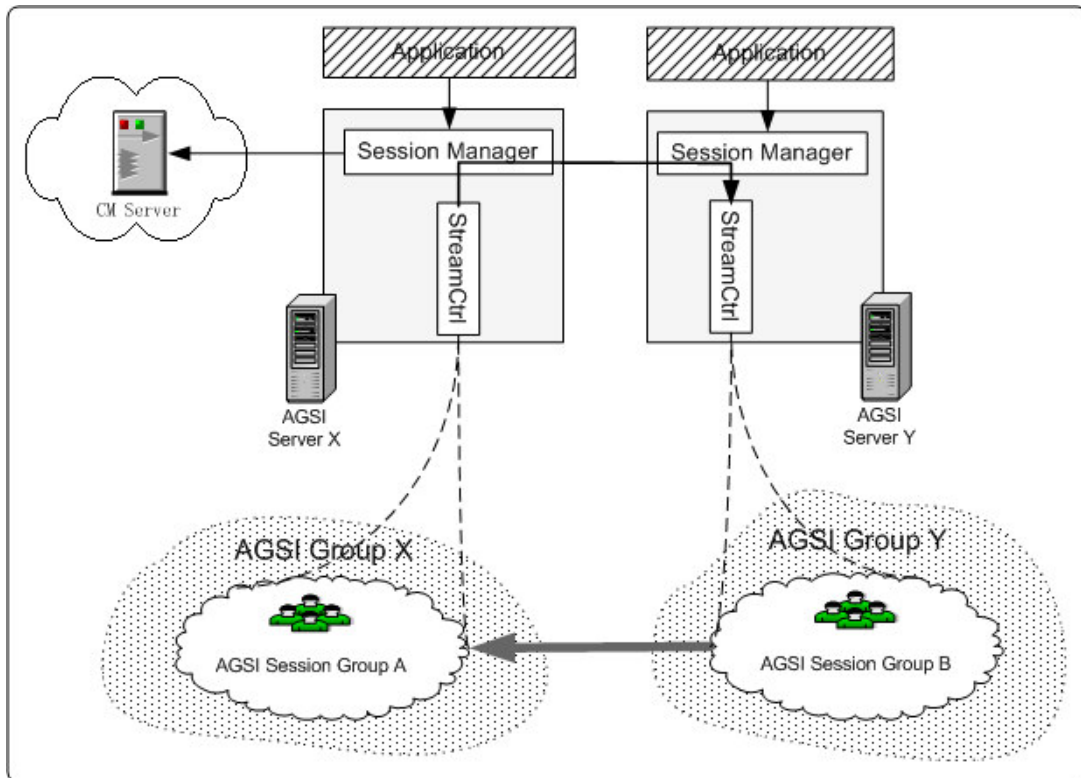 Application
Application
Session Manager
Session Manager
CM Server
StreamCtrl
StreamCtrl
AGSI
Server X
AGSI
Server Y
AGSI Group X
AGSI Group Y
AGSI Session Group A
AGSI Session Group B